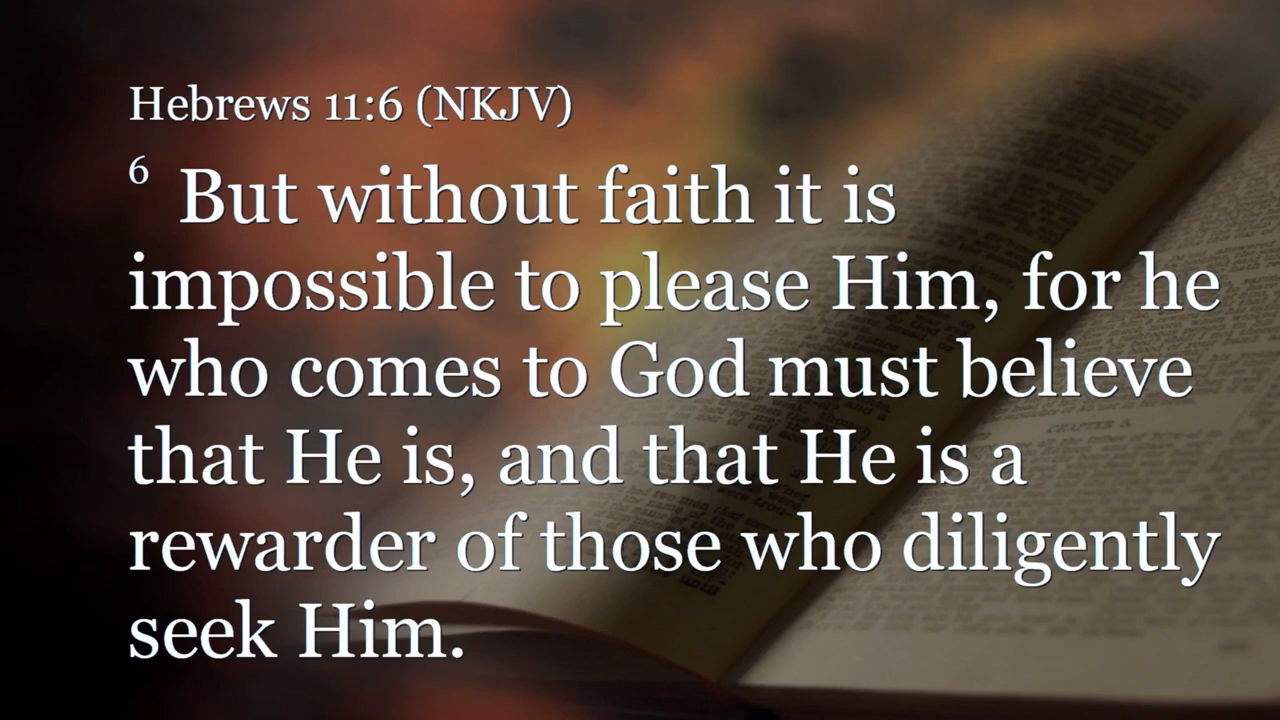 Hebrews 11:6 (NKJV)
6 But without faith it is
impossible to please Him, for he
who comes to God must believe
that He is, and that He is a
rewarder of those who diligently
seek Him.